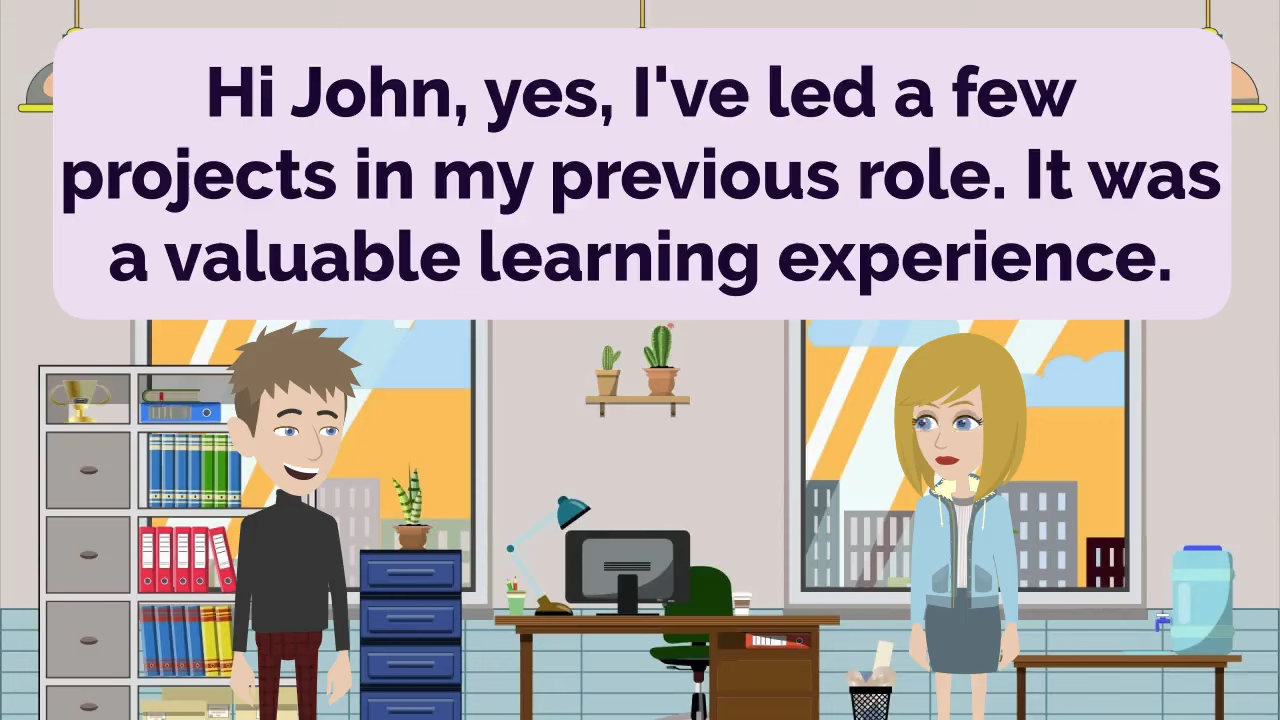 Hi John, yes, I've led a few
projects in my previous role. It was
a valuable learning experience.